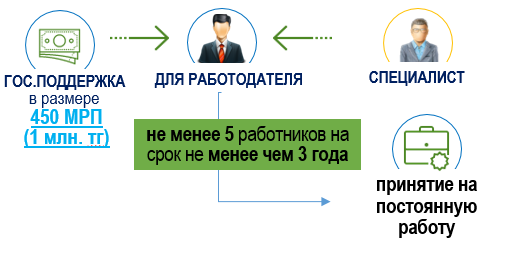 ГОС.ПОДДЕРЖКА
в размере
450 МРП
(1 млн. тг)
ДЛЯ РАБОТОДАТЕЛЯ
СПЕЦИАЛИСТ
не менее 5 работников на
срок не менее чем 3 года
принятие на
постоянную
работу